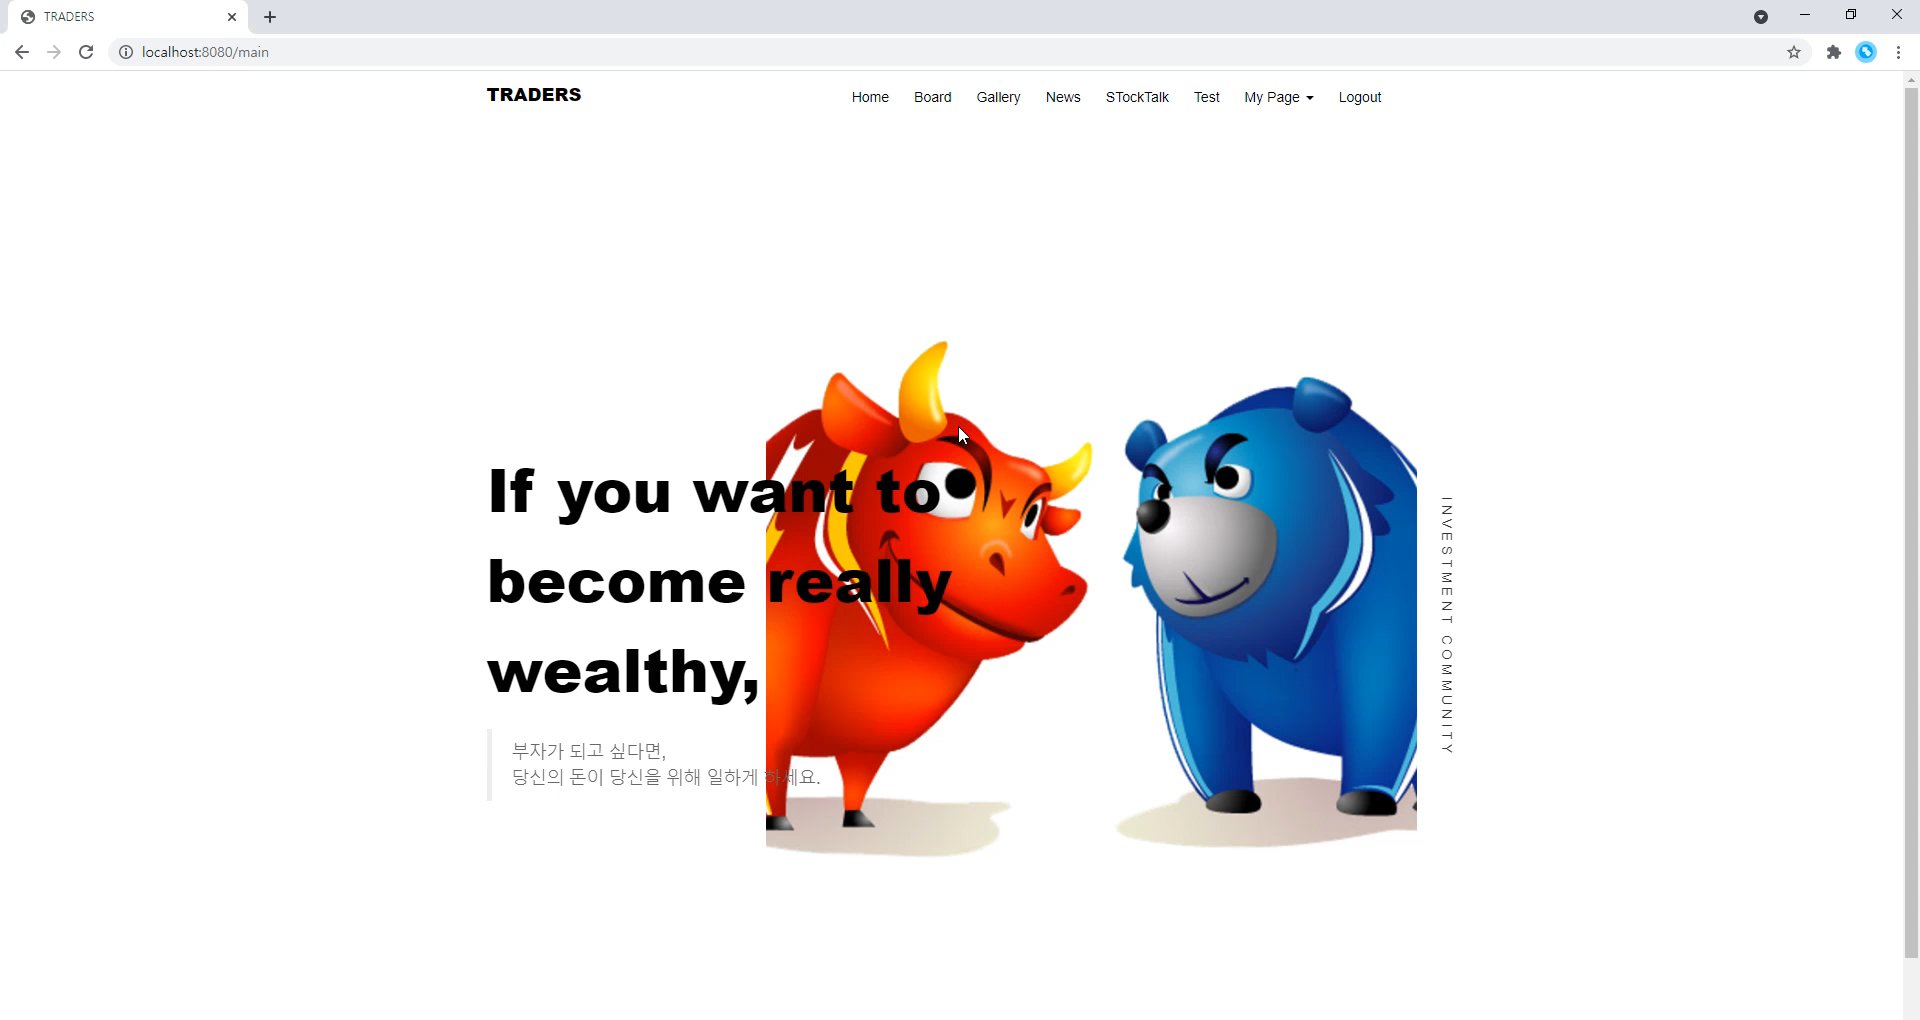 TRADERS
localhost:8080/main
TRADERS
Home Board Gallery News STockTalk Test My Page Logout
If you want to
become really
wealthy,
부자가 되고 싶다면,
당신의 돈이 당신을 위해 일하게 하세요.
INVESTMENT COMMUNITY